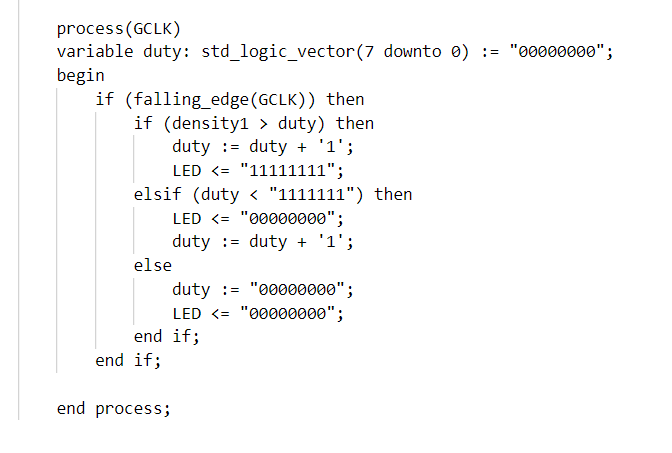 process(GCLK)
variable duty: std_logic_vector(7 downto 0) := "00000000";
begin
if (falling_edge(GCLK)) then
if (density1 > duty) then
duty := duty + '1';
LED <= "11111111";
elsif (duty < "1111111") then
LED <= "00000000";
duty := duty + '1';
else
duty := "00000000";
LED <= "00000000";
end if;
end if;
end process;